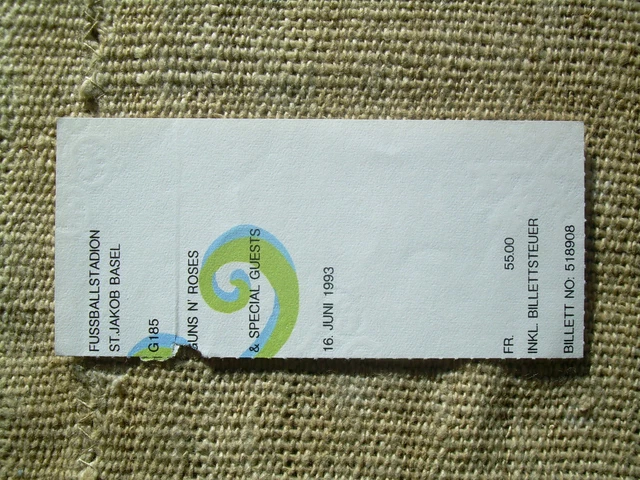 FUSSBALLSTADION
ST.JAKOB BASEL
G185
GUNS N' ROSES
& SPECIAL GUESTS
16. JUNI 1993
FR. 55.00
INKL. BILLETTSTEUER
BILLETT NO: 518908